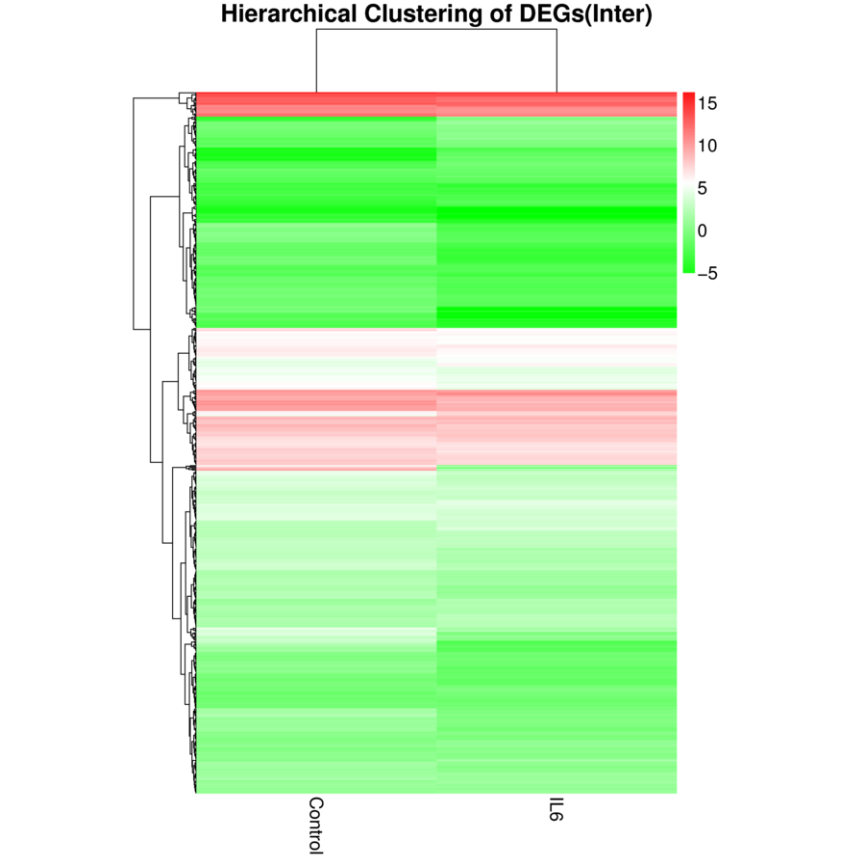 Hierarchical Clustering of DEGs(Inter)
15
10
5
0
−5
Control
IL6